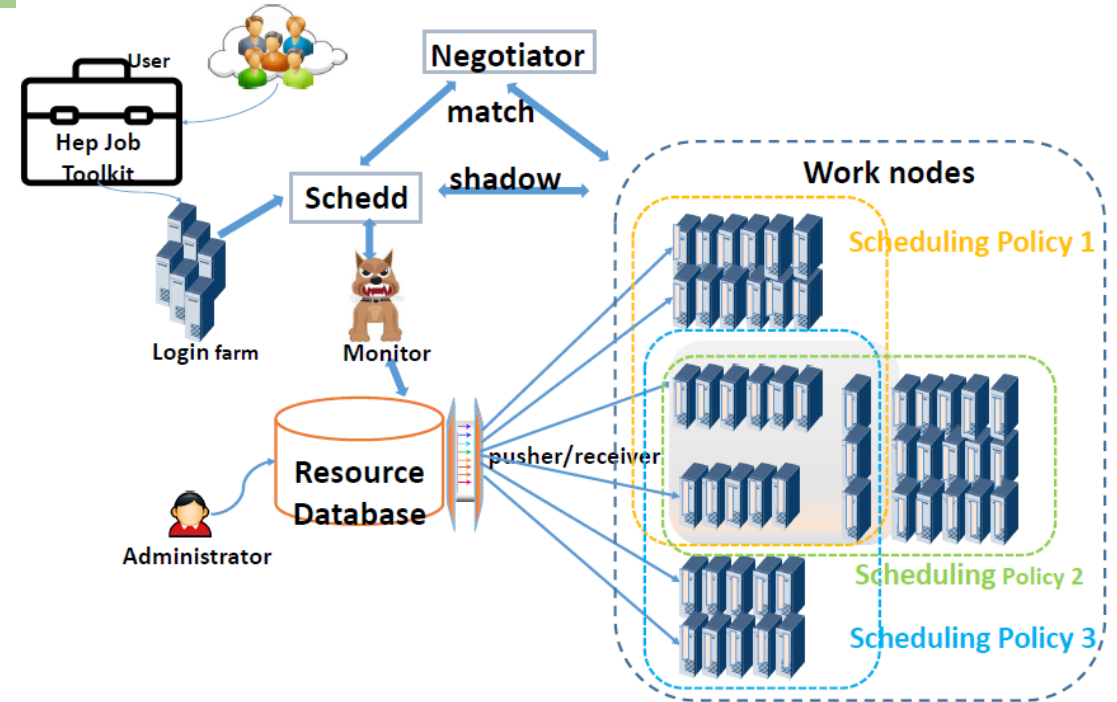 User
Hep Job
Toolkit
Negotiator
match
Schedd
shadow
Login farm
Monitor
Work nodes
Scheduling Policy 1
Resource
Database
pusher/receiver
Administrator
Scheduling Policy 2
Scheduling Policy 3